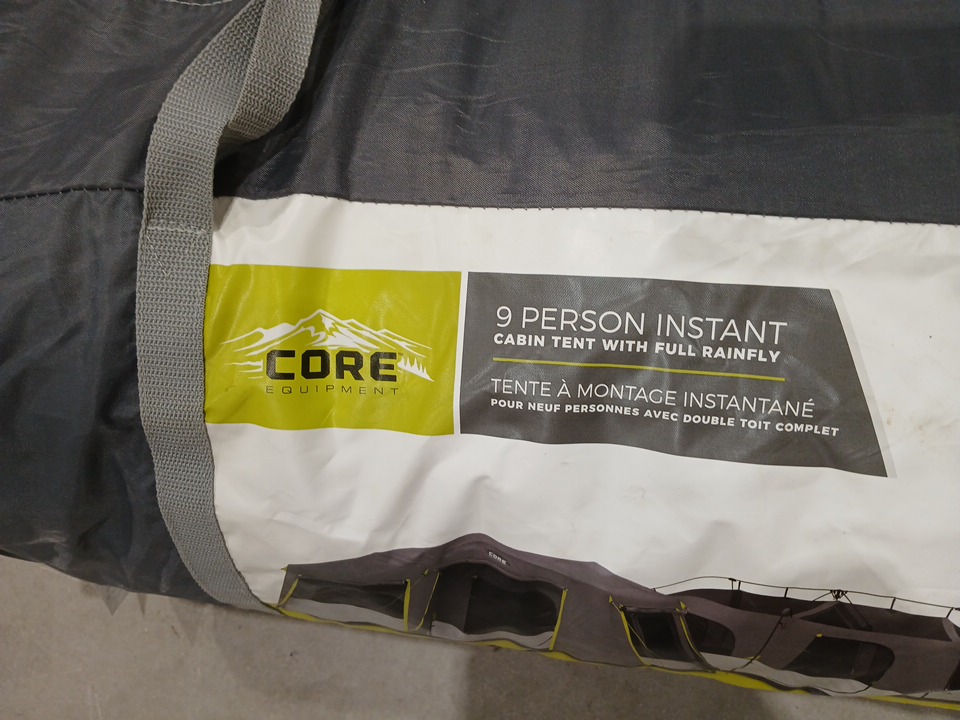 CORE
EQUIPMENT
9 PERSON INSTANT
CABIN TENT WITH FULL RAINFLY
TENTE À MONTAGE INSTANTANÉ
POUR NEUF PERSONNES AVEC DOUBLE TOIT COMPLET
CORE